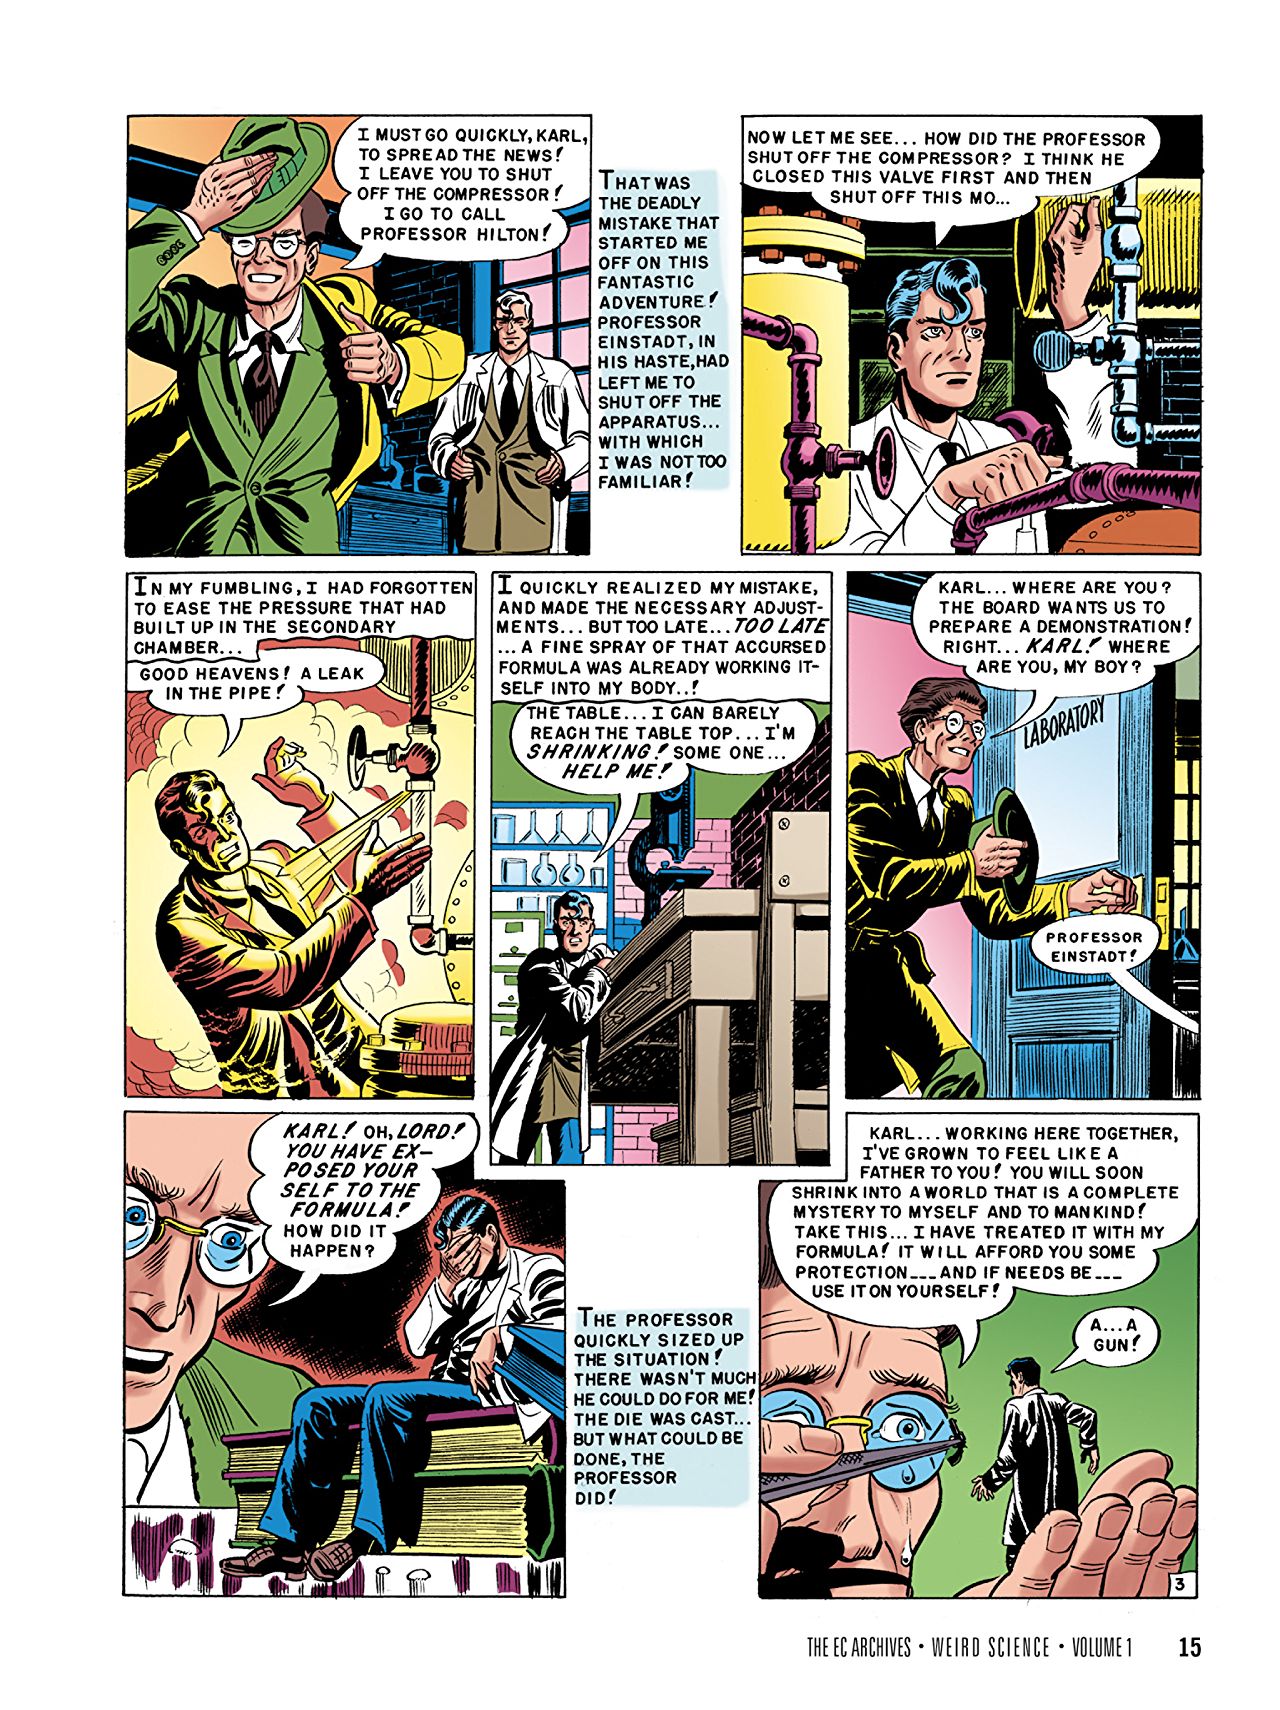 I MUST GO QUICKLY, KARL,
TO SPREAD THE NEWS!
I LEAVE YOU TO SHUT
OFF THE COMPRESSOR!
I GO TO CALL
PROFESSOR HILTON!
THAT WAS
THE DEADLY
MISTAKE THAT
STARTED ME
OFF ON THIS
FANTASTIC
ADVENTURE!
PROFESSOR
EINSTADT, IN
HIS HASTE, HAD
LEFT ME TO
SHUT OFF THE
APPARATUS...
WITH WHICH
I WAS NOT TOO
FAMILIAR!
NOW LET ME SEE... HOW DID THE PROFESSOR
SHUT OFF THE COMPRESSOR? I THINK HE
CLOSED THIS VALVE FIRST AND THEN
SHUT OFF THIS MO...
IN MY FUMBLING, I HAD FORGOTTEN
TO EASE THE PRESSURE THAT HAD
BUILT UP IN THE SECONDARY
CHAMBER...
GOOD HEAVENS! A LEAK
IN THE PIPE!
I QUICKLY REALIZED MY MISTAKE,
AND MADE THE NECESSARY ADJUST-
MENTS... BUT TOO LATE... TOO LATE
... A FINE SPRAY OF THAT ACCURSED
FORMULA WAS ALREADY WORKING IT-
SELF INTO MY BODY..!
THE TABLE... I CAN BARELY
REACH THE TABLE TOP... I'M
SHRINKING! SOME ONE...
HELP ME!
KARL... WHERE ARE YOU?
THE BOARD WANTS US TO
PREPARE A DEMONSTRATION!
RIGHT... KARL! WHERE
ARE YOU, MY BOY?
LABORATORY
PROFESSOR
EINSTADT!
KARL! OH, LORD!
YOU HAVE EX-
POSED YOUR
SELF TO THE
FORMULA!
HOW DID IT
HAPPEN?
THE PROFESSOR
QUICKLY SIZED UP
THE SITUATION!
THERE WASN'T MUCH
HE COULD DO FOR ME!
THE DIE WAS CAST...
BUT WHAT COULD BE
DONE, THE
PROFESSOR
DID!
KARL... WORKING HERE TOGETHER,
I'VE GROWN TO FEEL LIKE A
FATHER TO YOU! YOU WILL SOON
SHRINK INTO A WORLD THAT IS A COMPLETE
MYSTERY TO MYSELF AND TO MANKIND!
TAKE THIS... I HAVE TREATED IT WITH MY
FORMULA! IT WILL AFFORD YOU SOME
PROTECTION___AND IF NEEDS BE___
USE IT ON YOURSELF!
A...A
GUN!
3
THE EC ARCHIVES • WEIRD SCIENCE • VOLUME 1 15